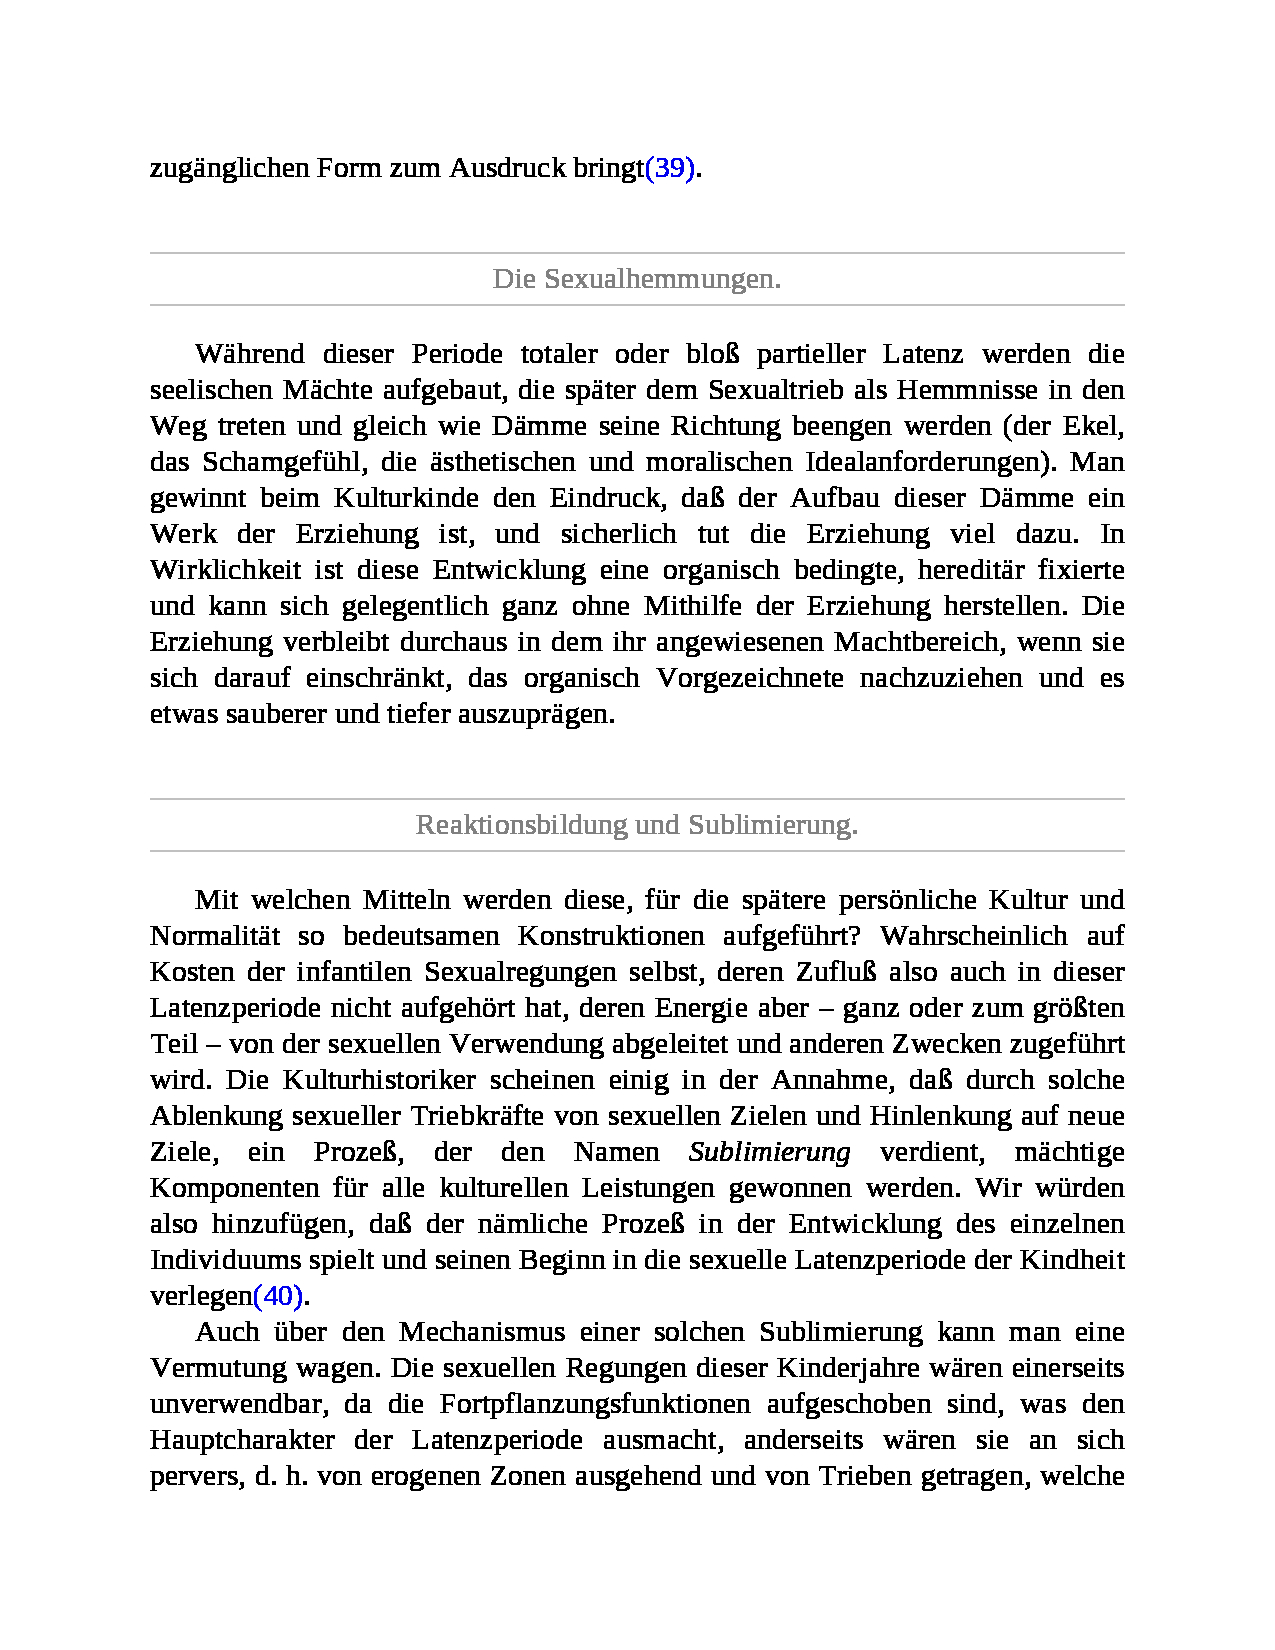 zugänglichen Form zum Ausdruck bringt(39).
Die Sexualhemmungen.
Während dieser Periode totaler oder bloß partieller Latenz werden die
seelischen Mächte aufgebaut, die später dem Sexualtrieb als Hemmnisse in den
Weg treten und gleich wie Dämme seine Richtung beengen werden (der Ekel,
das Schamgefühl, die ästhetischen und moralischen Idealanforderungen). Man
gewinnt beim Kulturkinde den Eindruck, daß der Aufbau dieser Dämme ein
Werk der Erziehung ist, und sicherlich tut die Erziehung viel dazu. In
Wirklichkeit ist diese Entwicklung eine organisch bedingte, hereditär fixierte
und kann sich gelegentlich ganz ohne Mithilfe der Erziehung herstellen. Die
Erziehung verbleibt durchaus in dem ihr angewiesenen Machtbereich, wenn sie
sich darauf einschränkt, das organisch Vorgezeichnete nachzuziehen und es
etwas sauberer und tiefer auszuprägen.
Reaktionsbildung und Sublimierung.
Mit welchen Mitteln werden diese, für die spätere persönliche Kultur und
Normalität so bedeutsamen Konstruktionen aufgeführt? Wahrscheinlich auf
Kosten der infantilen Sexualregungen selbst, deren Zufluß also auch in dieser
Latenzperiode nicht aufgehört hat, deren Energie aber – ganz oder zum größten
Teil – von der sexuellen Verwendung abgeleitet und anderen Zwecken zugeführt
wird. Die Kulturhistoriker scheinen einig in der Annahme, daß durch solche
Ablenkung sexueller Triebkräfte von sexuellen Zielen und Hinlenkung auf neue
Ziele, ein Prozeß, der den Namen Sublimierung verdient, mächtige
Komponenten für alle kulturellen Leistungen gewonnen werden. Wir würden
also hinzufügen, daß der nämliche Prozeß in der Entwicklung des einzelnen
Individuums spielt und seinen Beginn in die sexuelle Latenzperiode der Kindheit
verlegen(40).
Auch über den Mechanismus einer solchen Sublimierung kann man eine
Vermutung wagen. Die sexuellen Regungen dieser Kinderjahre wären einerseits
unverwendbar, da die Fortpflanzungsfunktionen aufgeschoben sind, was den
Hauptcharakter der Latenzperiode ausmacht, anderseits wären sie an sich
pervers, d. h. von erogenen Zonen ausgehend und von Trieben getragen, welche